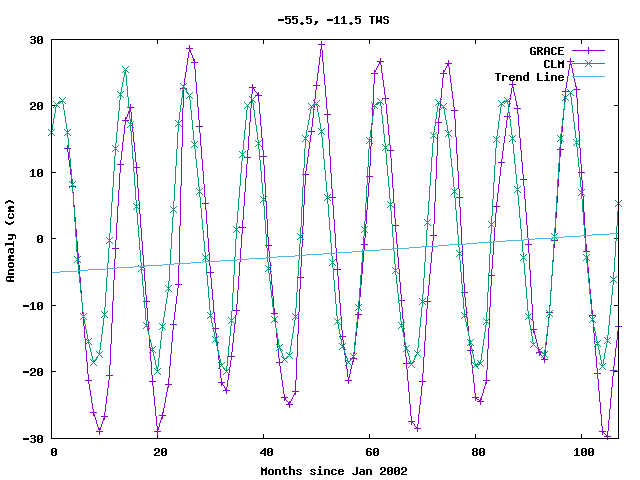 -55.5, -11.5 TWS
GRACE
CLM
Trend Line
30
20
10
0
-10
-20
-30
Anomaly (cm)
0 20 40 60 80 100
Months since Jan 2002